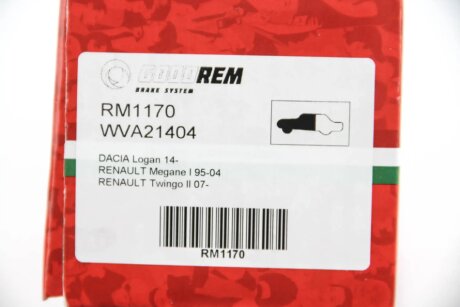 GOODREM
BRAKE SYSTEM
RM1170
WVA21404
DACIA Logan 14-
RENAULT Megane I 95-04
RENAULT Twingo II 07-
RM1170